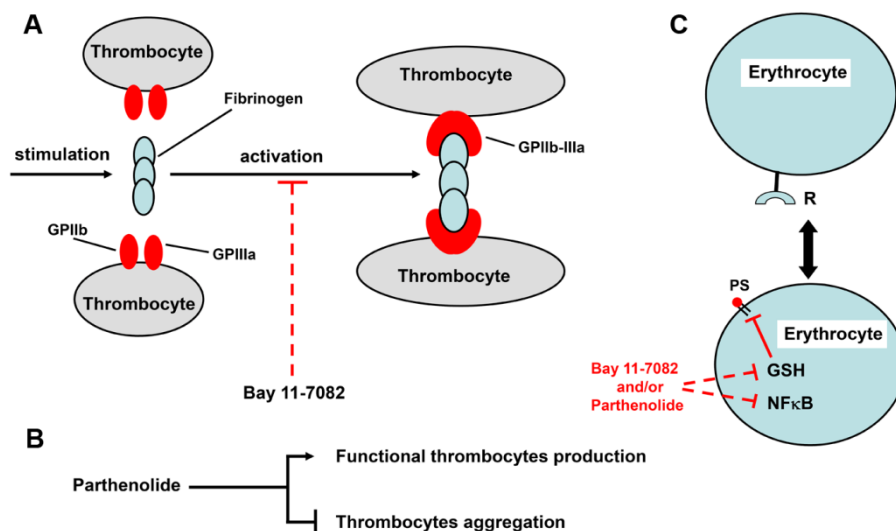 A
Thrombocyte
Fibrinogen
stimulation
activation
GPIIb
GPIIIa
Thrombocyte
Thrombocyte
GPIIb-IIIa
Thrombocyte
Bay 11-7082
B
Parthenolide
Functional thrombocytes production
Thrombocytes aggregation
C
Erythrocyte
R
PS
Erythrocyte
GSH
NFκB
Bay 11-7082
and/or
Parthenolide